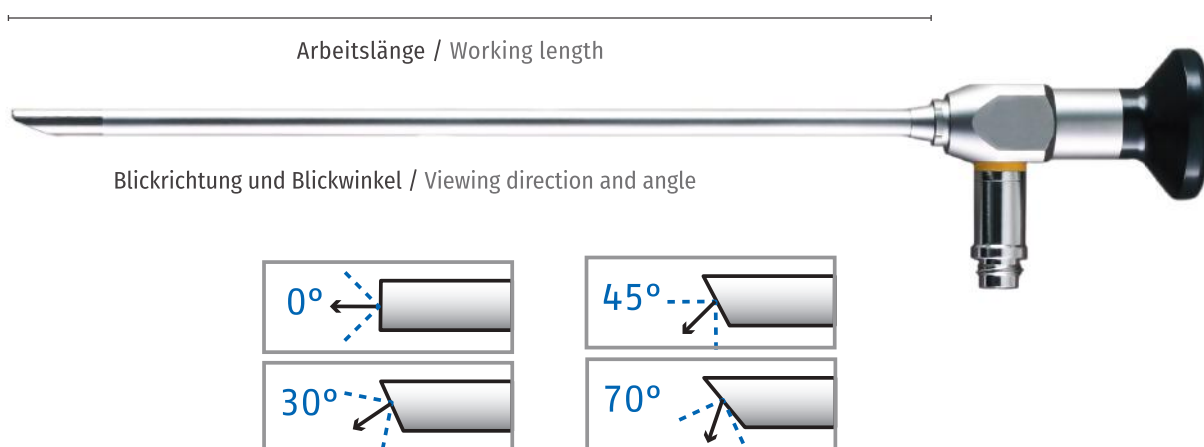 Arbeitslänge / Working length
Blickrichtung und Blickwinkel / Viewing direction and angle
0°
45°
30°
70°